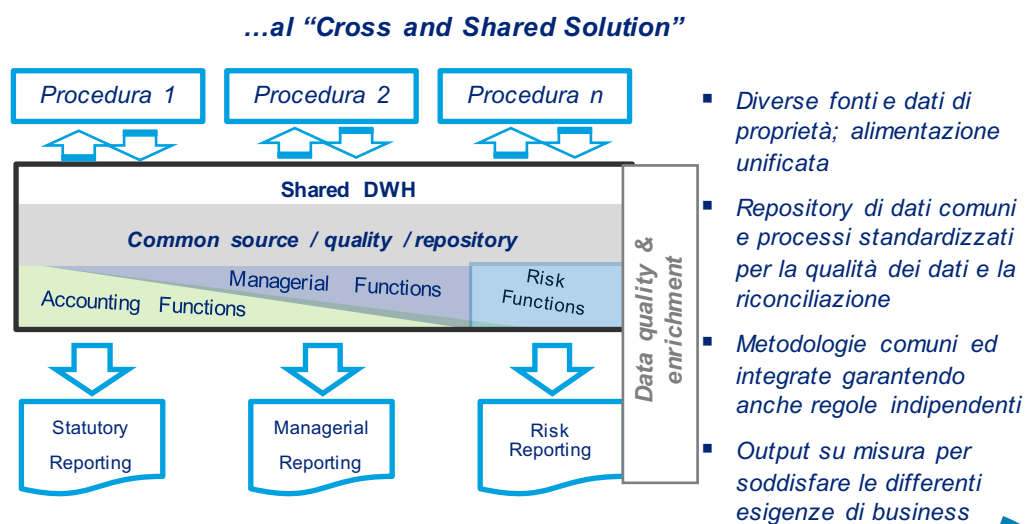 ...al “Cross and Shared Solution”
Procedura 1
Procedura 2
Procedura n
Shared DWH
Common source / quality / repository
Managerial Functions
Accounting Functions
Risk
Functions
Data quality &
enrichment
Statutory
Reporting
Managerial
Reporting
Risk
Reporting
▪ Diverse fonti e dati di
proprietà; alimentazione
unificata
▪ Repository di dati comuni
e processi standardizzati
per la qualità dei dati e la
riconciliazione
▪ Metodologie comuni ed
integrate garantendo
anche regole indipendenti
▪ Output su misura per
soddisfare le differenti
esigenze di business